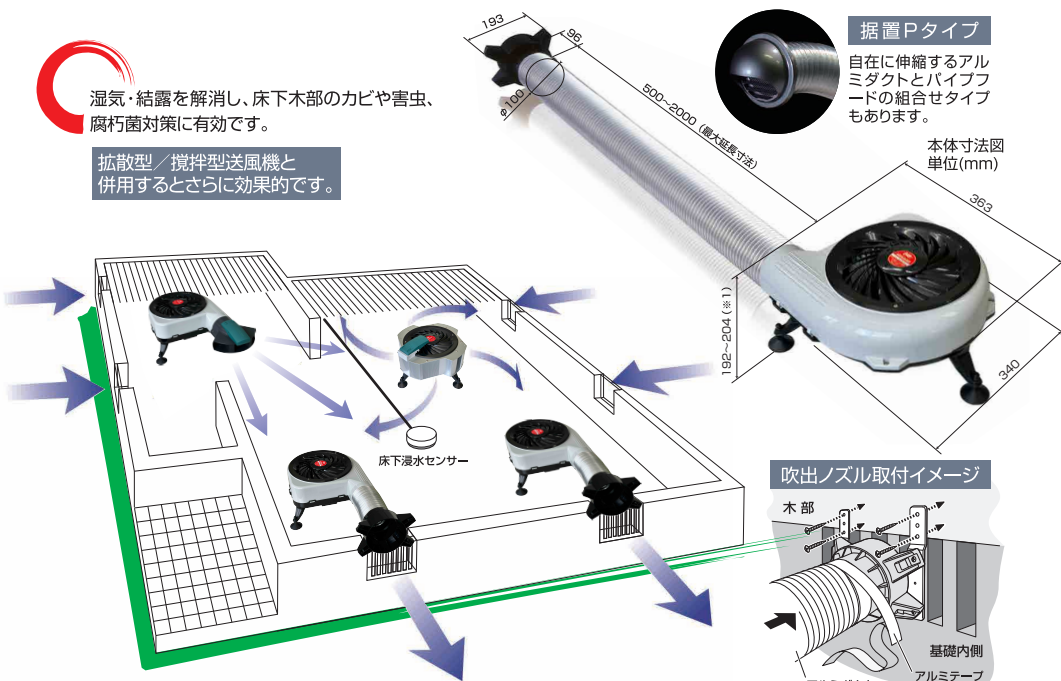 湿気・結露を解消し、床下木部のカビや害虫、
腐朽菌対策に有効です。
拡散型／撹拌型送風機と
併用するとさらに効果的です。
193
96
φ100
500〜2000（最大延長寸法）
据置Pタイプ
自在に伸縮するアル
ミダクトとパイプフ
ードの組合せタイプ
もあります。
本体寸法図
単位(mm)
363
192〜204（※1）
340
床下浸水センサー
吹出ノズル取付イメージ
木部
基礎内側
アルミテープ